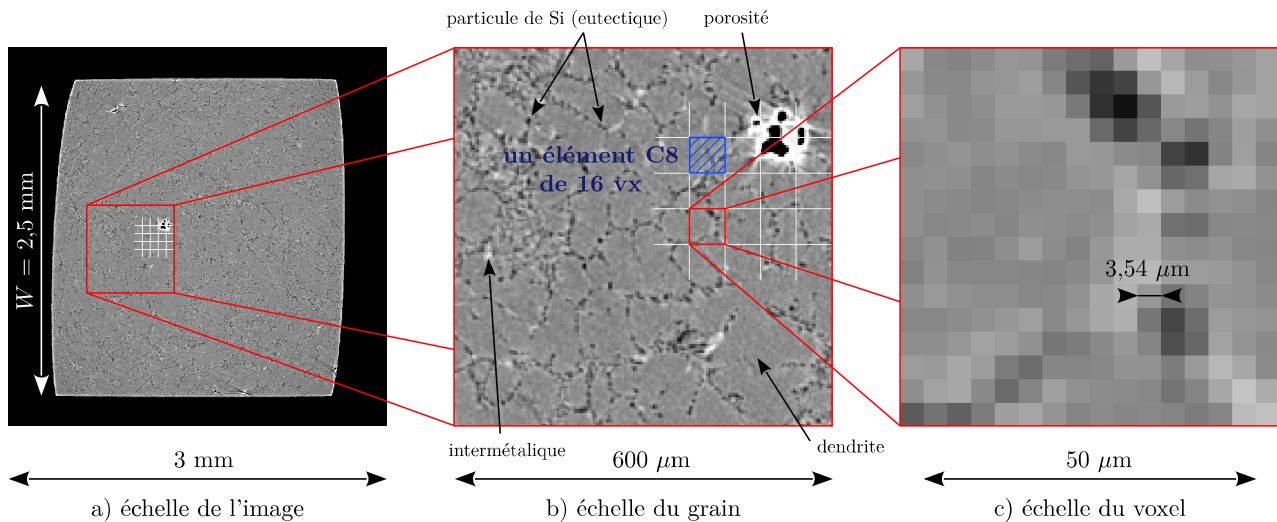 particule de Si (eutectique)
porosité
W = 2,5 mm
un élément C8
de 16 vx
3,54 μm
intermétalique
dendrite
3 mm
600 μm
50 μm
a) échelle de l'image
b) échelle du grain
c) échelle du voxel